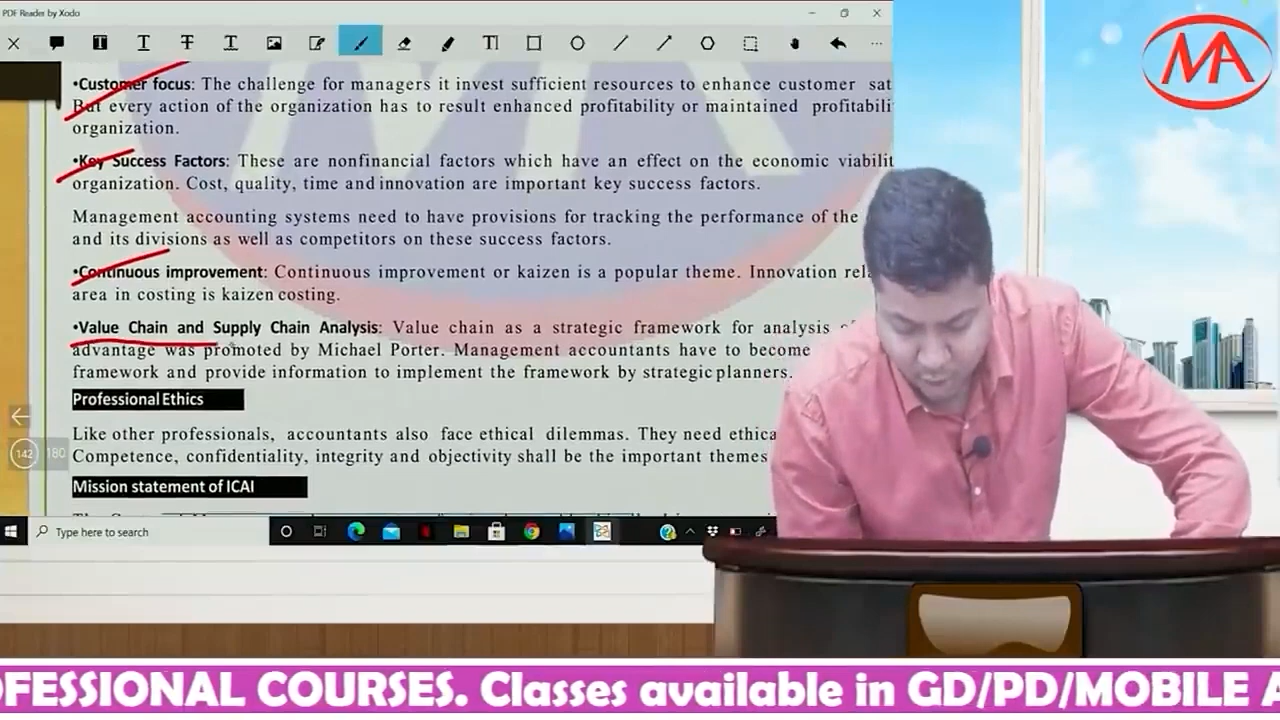 PDF Reader by Xodo
MA
•Customer focus: The challenge for managers it invest sufficient resources to enhance customer sat
But every action of the organization has to result enhanced profitability or maintained profitabili
organization.
•Key Success Factors: These are nonfinancial factors which have an effect on the economic viabilit
organization. Cost, quality, time and innovation are important key success factors.
Management accounting systems need to have provisions for tracking the performance of the
and its divisions as well as competitors on these success factors.
•Continuous improvement: Continuous improvement or kaizen is a popular theme. Innovation rel
area in costing is kaizen costing.
•Value Chain and Supply Chain Analysis: Value chain as a strategic framework for analysis
advantage was promoted by Michael Porter. Management accountants have to become
framework and provide information to implement the framework by strategic planners.
Professional Ethics
Like other professionals, accountants also face ethical dilemmas. They need ethica
142 180
Competence, confidentiality, integrity and objectivity shall be the important themes
Mission statement of ICAI
Type here to search
OFESSIONAL COURSES. Classes available in GD/PD/MOBILE A